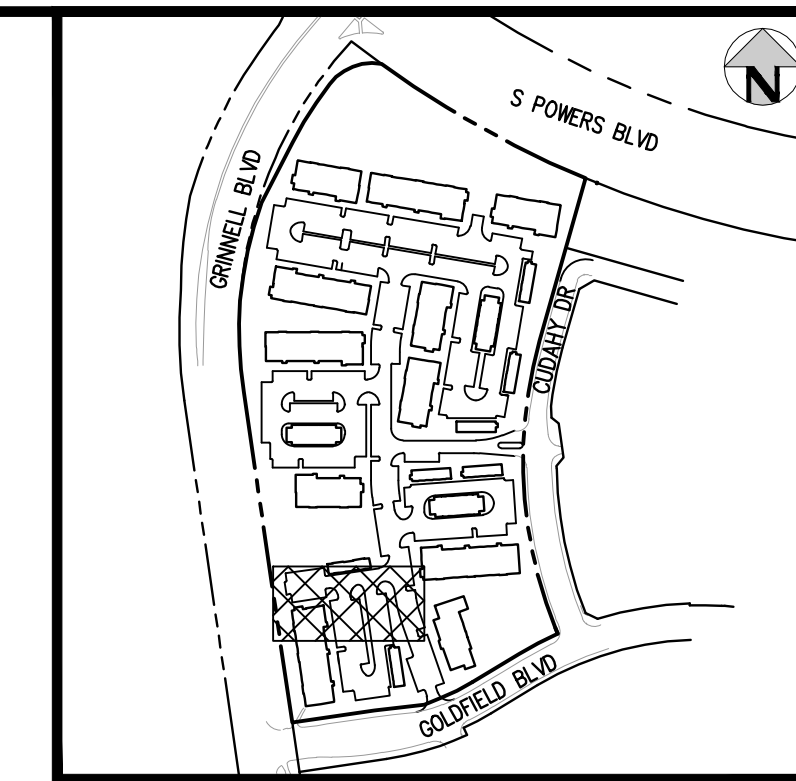 N
S POWERS BLVD
GRINNELL BLVD
CUDAHY DR
GOLDFIELD BLVD